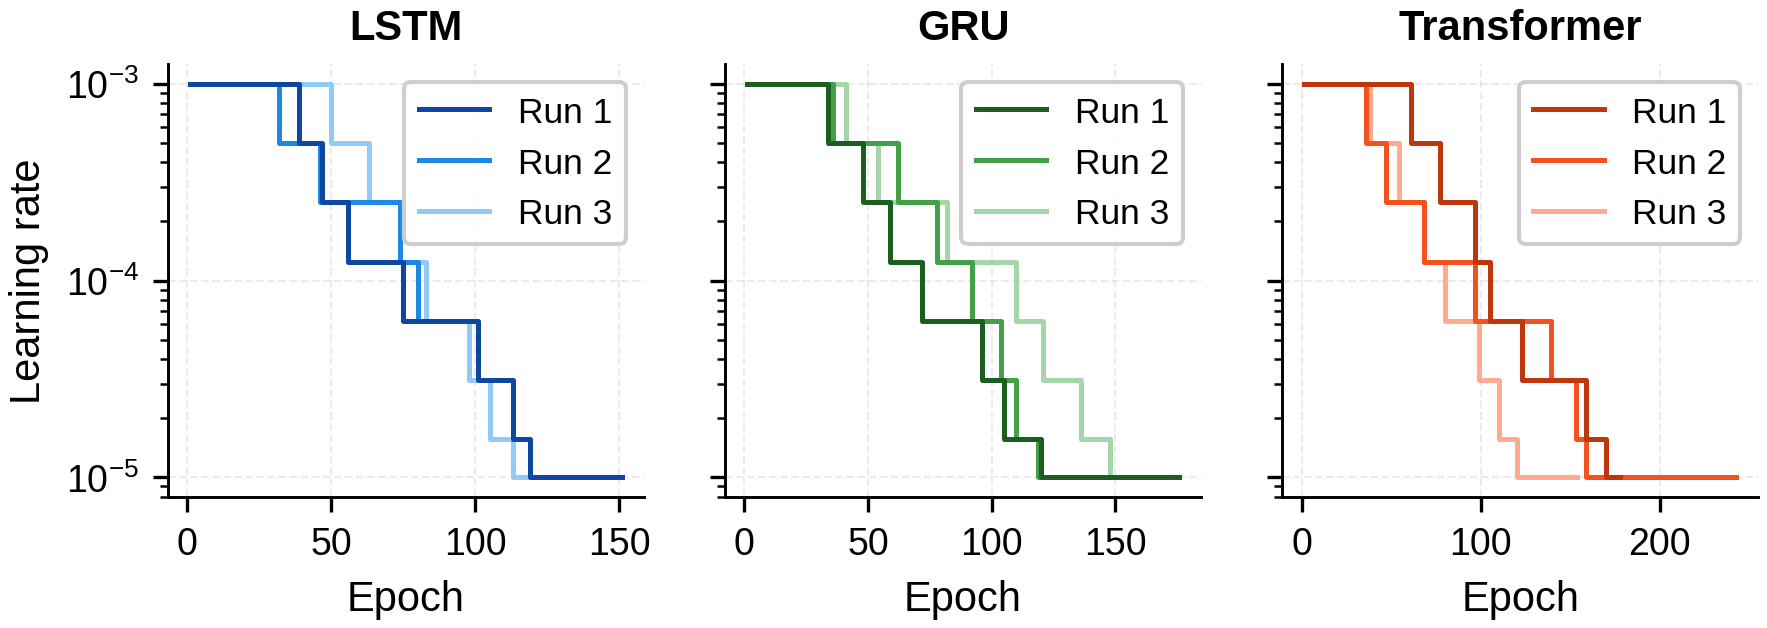 LSTM
GRU
Transformer
Learning rate
10⁻³
10⁻⁴
10⁻⁵
Run 1
Run 2
Run 3
0 50 100 150
Epoch
Run 1
Run 2
Run 3
0 50 100 150
Epoch
Run 1
Run 2
Run 3
0 100 200
Epoch